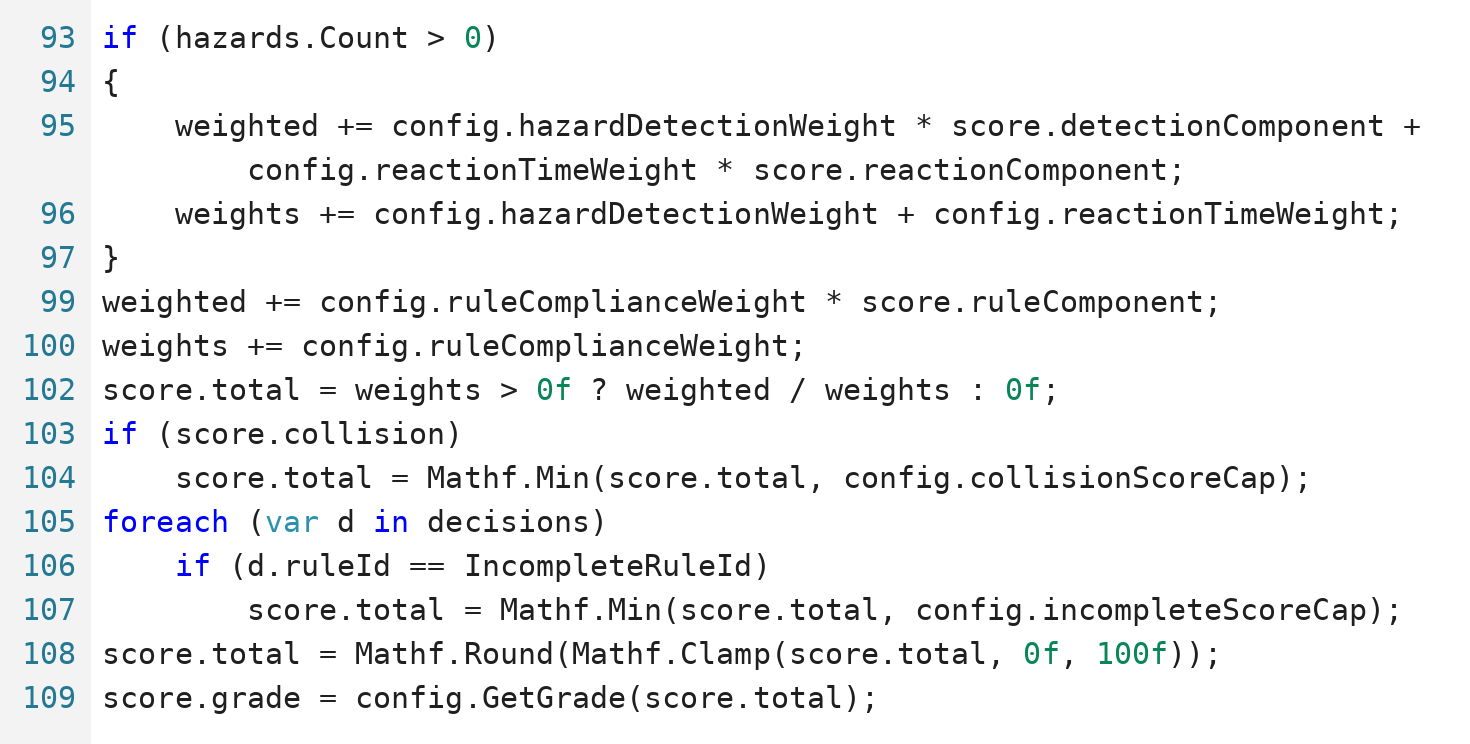 93 if (hazards.Count > 0)
94 {
95     weighted += config.hazardDetectionWeight * score.detectionComponent +
            config.reactionTimeWeight * score.reactionComponent;
96     weights += config.hazardDetectionWeight + config.reactionTimeWeight;
97 }
99 weighted += config.ruleComplianceWeight * score.ruleComponent;
100 weights += config.ruleComplianceWeight;
102 score.total = weights > 0f ? weighted / weights : 0f;
103 if (score.collision)
104     score.total = Mathf.Min(score.total, config.collisionScoreCap);
105 foreach (var d in decisions)
106     if (d.ruleId == IncompleteRuleId)
107         score.total = Mathf.Min(score.total, config.incompleteScoreCap);
108 score.total = Mathf.Round(Mathf.Clamp(score.total, 0f, 100f));
109 score.grade = config.GetGrade(score.total);